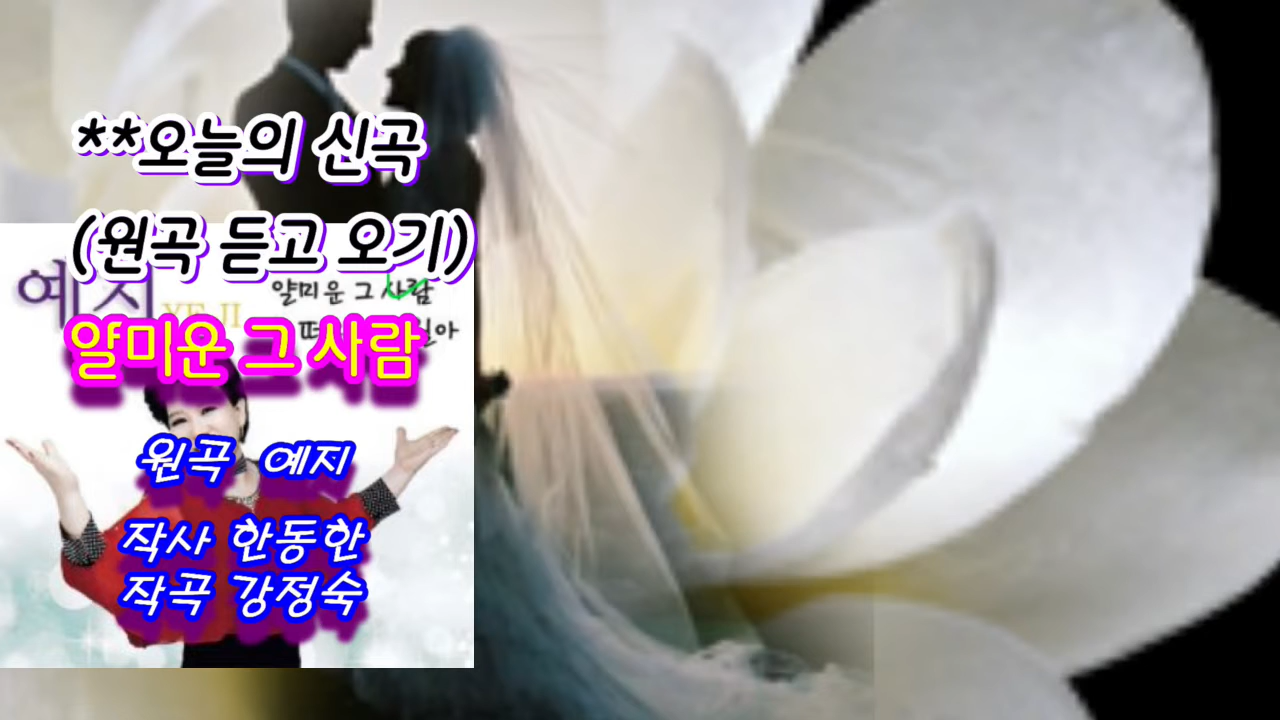 **오늘의 신곡
(원곡 듣고 오기)
예지 YE JI
얄미운 그 사람
얄미운 그 사람
원곡 예지
작사 한동한
작곡 강정숙